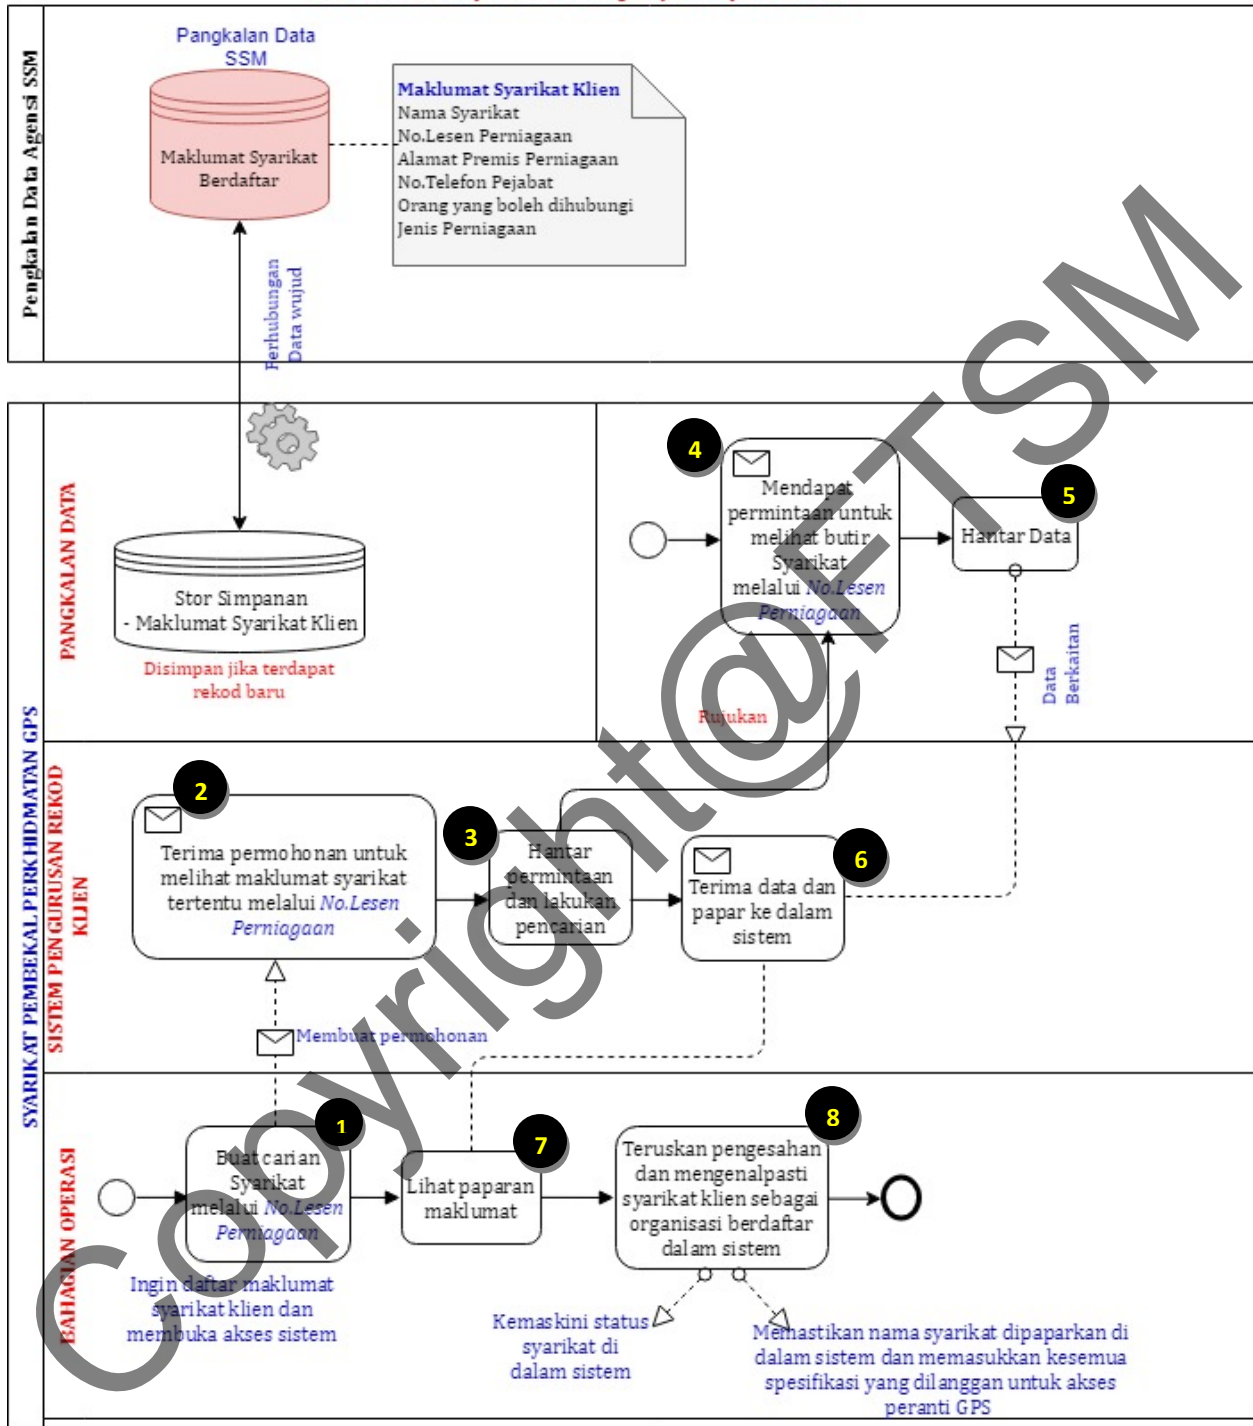 Pengkalan Data Agensi SSM
Pangkalan Data
SSM
Maklumat Syarikat
Berdaftar
Maklumat Syarikat Klien
Nama Syarikat
No.Lesen Perniagaan
Alamat Premis Perniagaan
No.Telefon Pejabat
Orang yang boleh dihubungi
Jenis Perniagaan
Perhubungan
Data wujud
SYARIKAT PEMBEKAL PERKHIDMATAN GPS
PANGKALAN DATA
Stor Simpanan
- Maklumat Syarikat Klien
Disimpan jika terdapat
rekod baru
4
Mendapat
permintaan untuk
melihat butir
Syarikat
melalui No.Lesen
Perniagaan
5
Hantar Data
Data
Berkaitan
Rujukan
SISTEM PENGURUSAN REKOD
KLIEN
2
Terima permohonan untuk
melihat maklumat syarikat
tertentu melalui No.Lesen
Perniagaan
3
Hantar
permintaan
dan lakukan
pencarian
6
Terima data dan
papar ke dalam
sistem
Membuat permohonan
BAHAGIAN OPERASI
1
Buat carian
Syarikat
melalui No.Lesen
Perniagaan
Ingin daftar maklumat
syarikat klien dan
membuka akses sistem
7
Lihat paparan
maklumat
8
Teruskan pengesahan
dan mengenalpasti
syarikat klien sebagai
organisasi berdaftar
dalam sistem
Kemaskini status
syarikat di
dalam sistem
Memastikan nama syarikat dipaparkan di
dalam sistem dan memasukkan kesemua
spesifikasi yang dilanggan untuk akses
peranti GPS
Copyright@FTSM